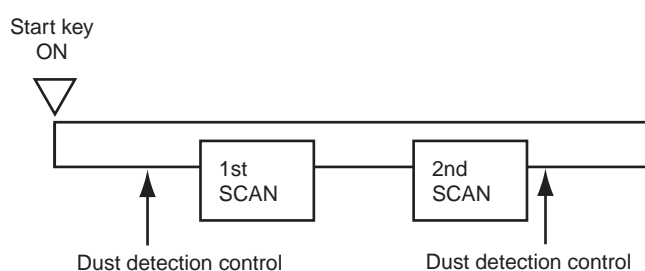 Start key
ON
1st
SCAN
2nd
SCAN
Dust detection control
Dust detection control